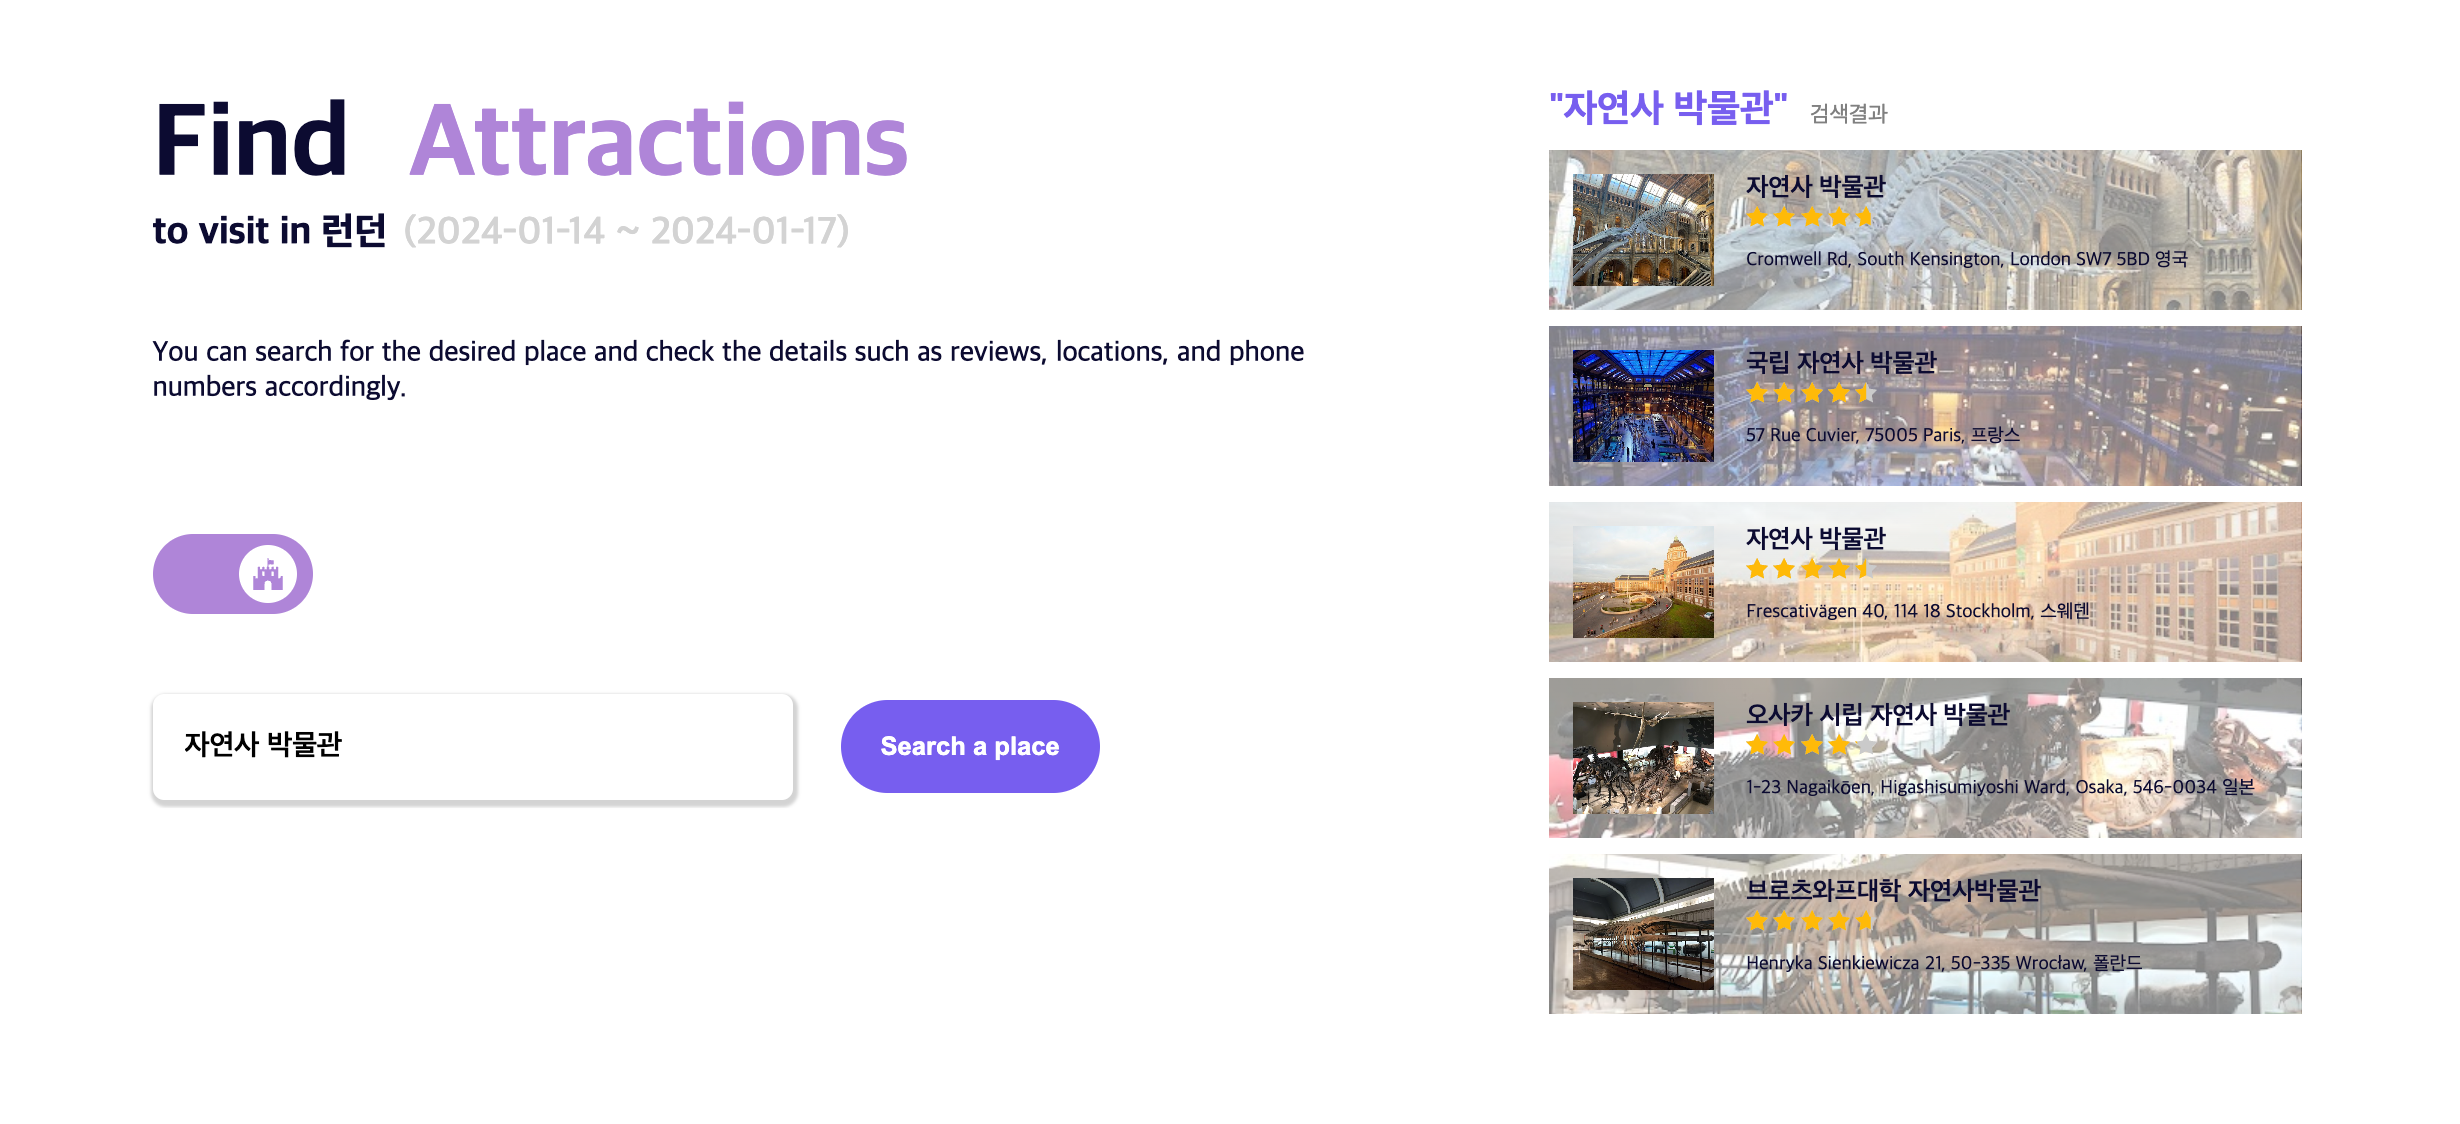 Find Attractions
to visit in 런던 (2024-01-14 ~ 2024-01-17)
You can search for the desired place and check the details such as reviews, locations, and phone
numbers accordingly.
자연사 박물관
Search a place
"자연사 박물관" 검색결과
자연사 박물관
Cromwell Rd, South Kensington, London SW7 5BD 영국
국립 자연사 박물관
57 Rue Cuvier, 75005 Paris, 프랑스
자연사 박물관
Frescativägen 40, 114 18 Stockholm, 스웨덴
오사카 시립 자연사 박물관
1-23 Nagaikōen, Higashisumiyoshi Ward, Osaka, 546-0034 일본
브로츠와프대학 자연사박물관
Henryka Sienkiewicza 21, 50-335 Wrocław, 폴란드